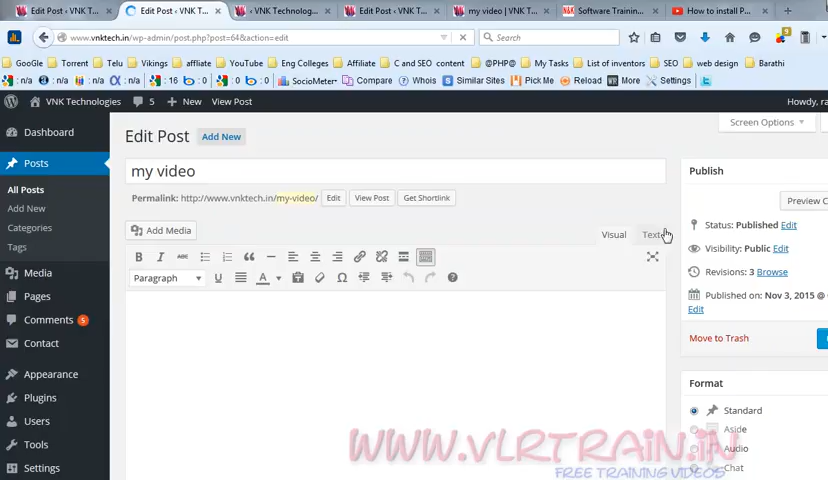 Edit Post ‹ VNK T...
Edit Post ‹ VNK T...
‹ VNK Technolog...
Edit Post ‹ VNK T...
my video | VNK T...
Software Training...
How to install P...
www.vnktech.in/wp-admin/post.php?post=64&action=edit
Search
GooGle Torrent Telu Vikings affliate YouTube Eng Colleges Affiliate C and SEO content @PHP@ My Tasks List of inventors SEO web design Barathi
: n/a : n/a : n/a : n/a SocioMeter : 16 : 0 : 0 : 0 Compare Whois Similar Sites Pick Me Reload More Settings
VNK Technologies 5 New View Post
Howdy, ra
Dashboard
Posts
All Posts
Add New
Categories
Tags
Media
Pages
Comments 5
Contact
Appearance
Plugins
Users
Tools
Settings
Screen Options
Edit Post Add New
my video
Permalink: http://www.vnktech.in/my-video/ Edit View Post Get Shortlink
Add Media
Visual Text
B I ABC
Paragraph U A
Publish
Preview C
Status: Published Edit
Visibility: Public Edit
Revisions: 3 Browse
Published on: Nov 3, 2015 @
Edit
Move to Trash
Format
Standard
Aside
Audio
Chat
WWW.VLRTRAIN.IN
FREE TRAINING VIDEOS